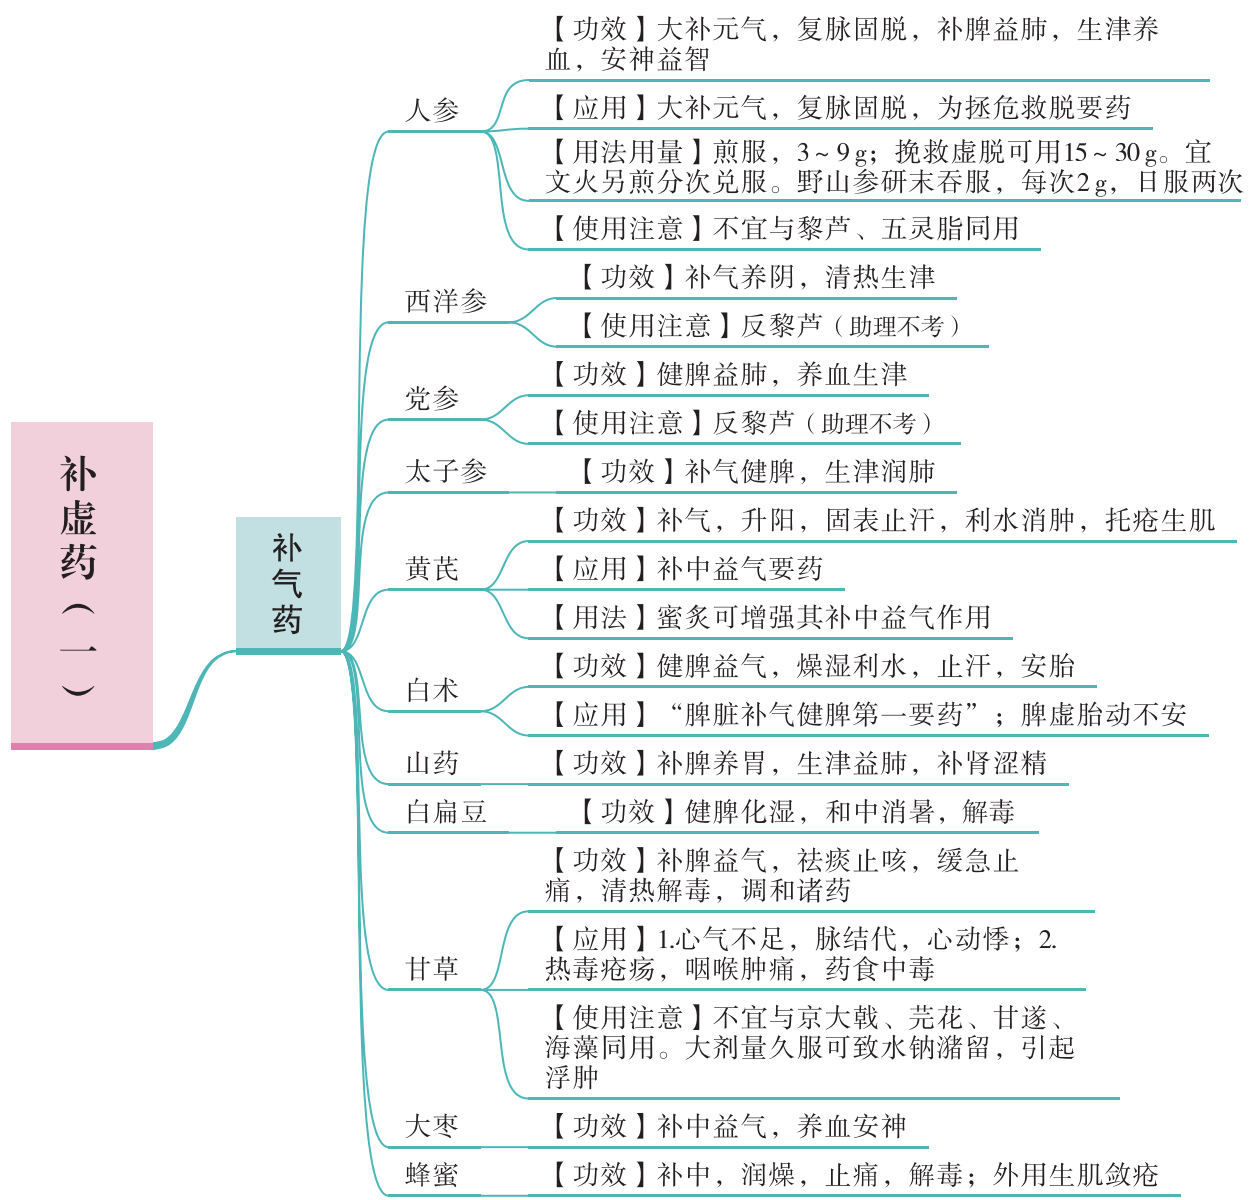 补虚药（一）
补气药
人参
【功效】大补元气，复脉固脱，补脾益肺，生津养
血，安神益智
【应用】大补元气，复脉固脱，为拯危救脱要药
【用法用量】煎服，3～9 g；挽救虚脱可用15～30 g。宜
文火另煎分次兑服。野山参研末吞服，每次2 g，日服两次
【使用注意】不宜与黎芦、五灵脂同用
西洋参
【功效】补气养阴，清热生津
【使用注意】反黎芦（助理不考）
党参
【功效】健脾益肺，养血生津
【使用注意】反黎芦（助理不考）
太子参
【功效】补气健脾，生津润肺
黄芪
【功效】补气，升阳，固表止汗，利水消肿，托疮生肌
【应用】补中益气要药
【用法】蜜炙可增强其补中益气作用
白术
【功效】健脾益气，燥湿利水，止汗，安胎
【应用】“脾脏补气健脾第一要药”；脾虚胎动不安
山药
【功效】补脾养胃，生津益肺，补肾涩精
白扁豆
【功效】健脾化湿，和中消暑，解毒
甘草
【功效】补脾益气，祛痰止咳，缓急止
痛，清热解毒，调和诸药
【应用】1.心气不足，脉结代，心动悸；2.
热毒疮疡，咽喉肿痛，药食中毒
【使用注意】不宜与京大戟、芫花、甘遂、
海藻同用。大剂量久服可致水钠潴留，引起
浮肿
大枣
【功效】补中益气，养血安神
蜂蜜
【功效】补中，润燥，止痛，解毒；外用生肌敛疮